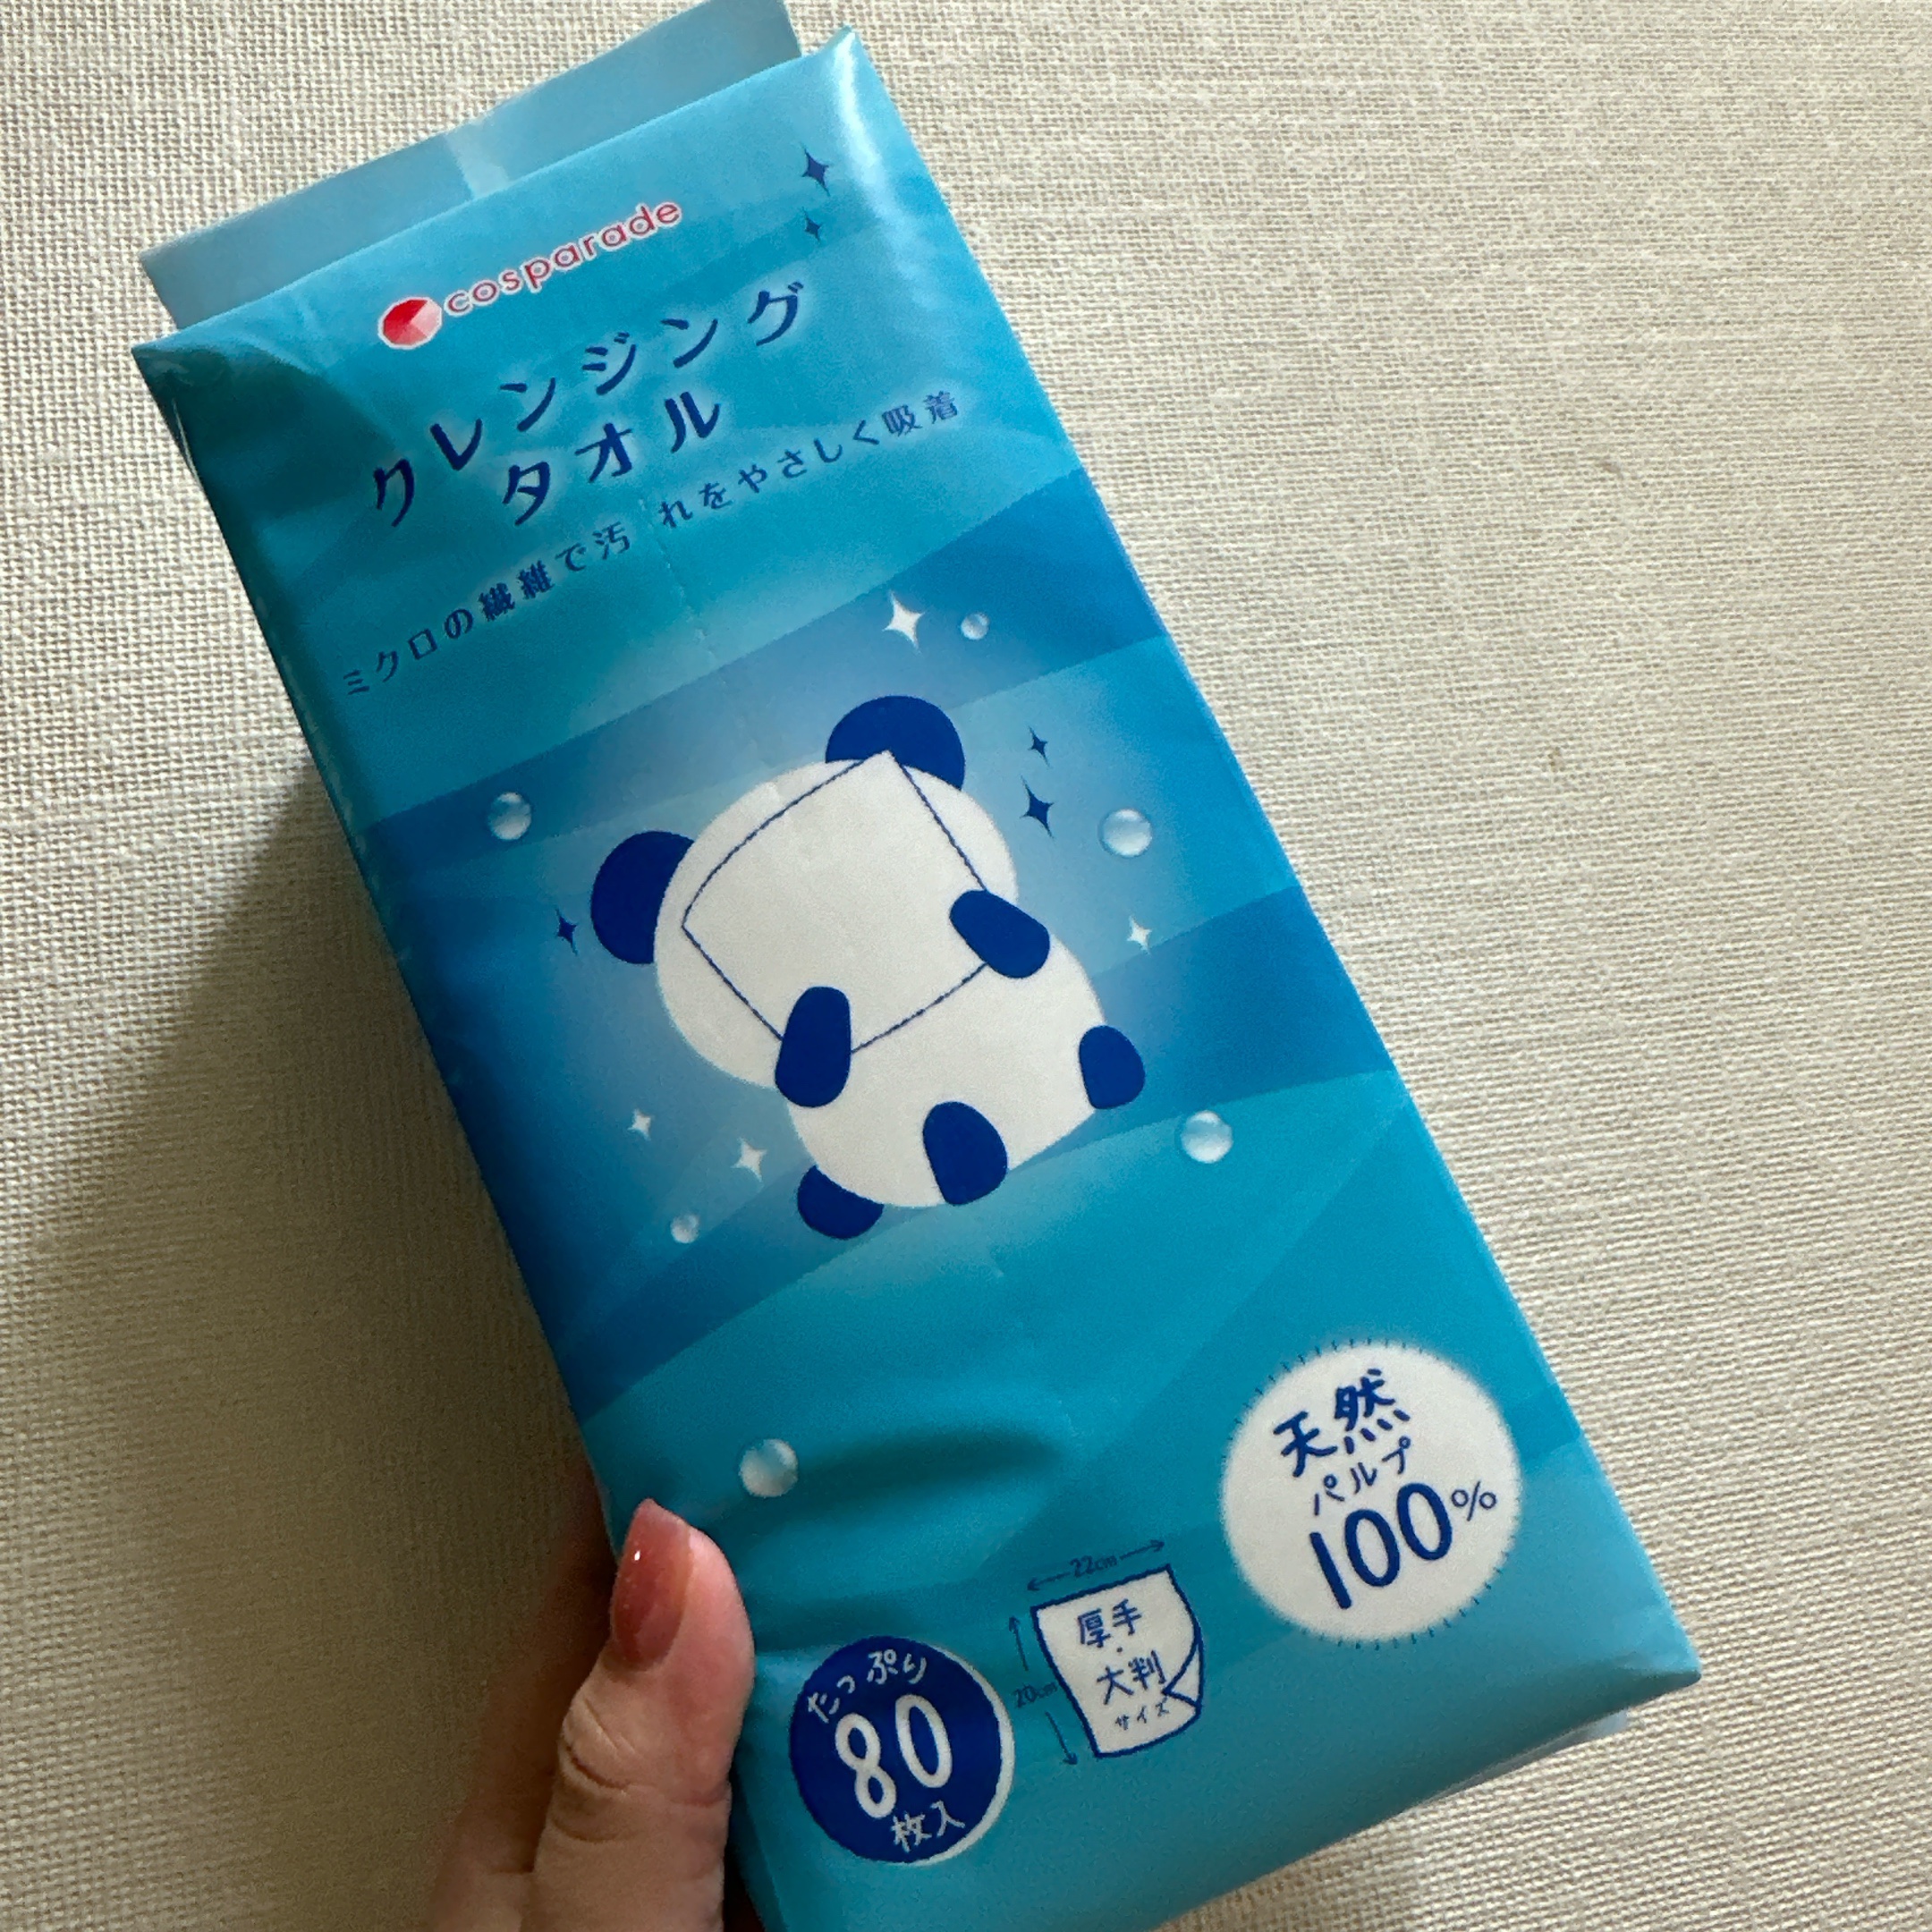 cosparade
クレンジング
タオル
ミクロの繊維で汚れをやさしく吸着
天然
パルプ
100%
22cm
20cm
厚手
・
大判
サイズ
たっぷり
80
枚入